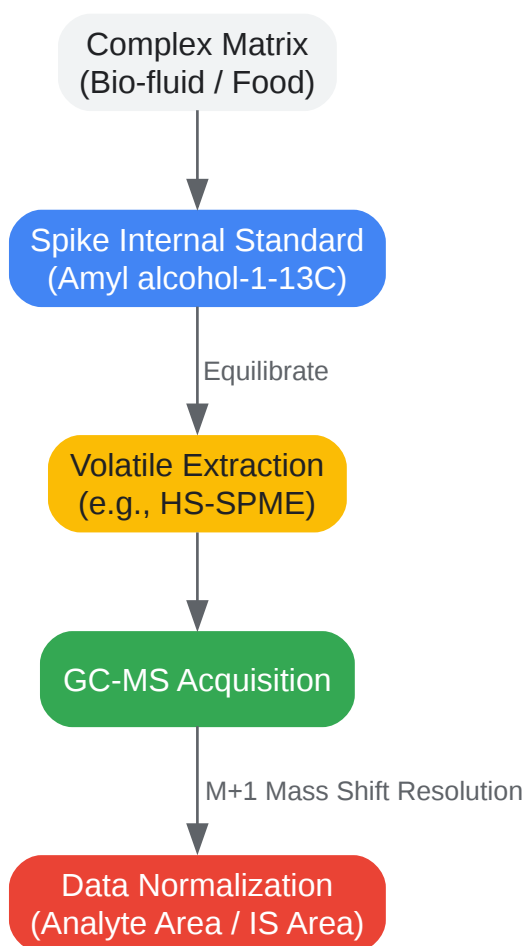 Complex Matrix
(Bio-fluid / Food)
Spike Internal Standard
(Amyl alcohol-1-13C)
Equilibrate
Volatile Extraction
(e.g., HS-SPME)
GC-MS Acquisition
M+1 Mass Shift Resolution
Data Normalization
(Analyte Area / IS Area)